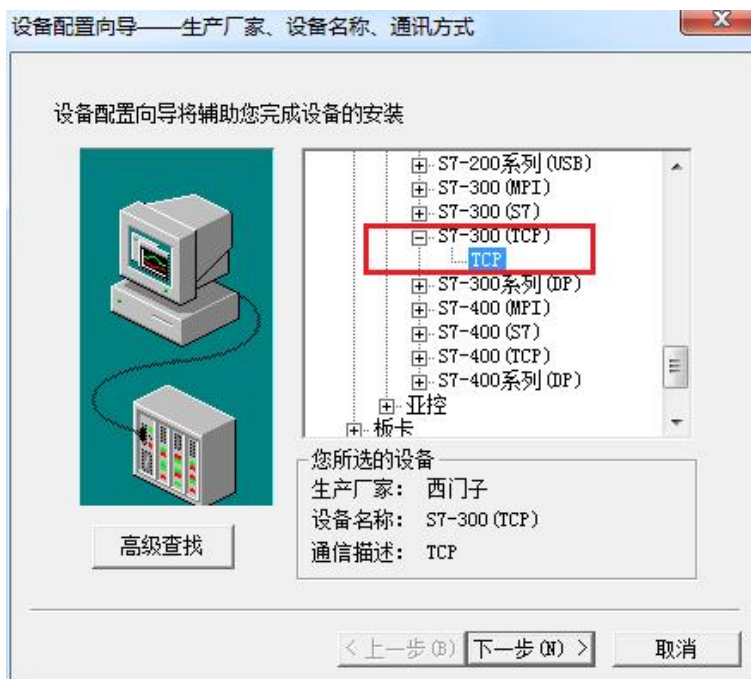 设备配置向导——生产厂家、设备名称、通讯方式
设备配置向导将辅助您完成设备的安装
S7-200系列(USB)
S7-300(MPI)
S7-300(S7)
S7-300(TCP)
TCP
S7-300系列(DP)
S7-400(MPI)
S7-400(S7)
S7-400(TCP)
S7-400系列(DP)
亚控
板卡
您所选的设备
生产厂家： 西门子
设备名称： S7-300(TCP)
通信描述： TCP
高级查找
<上一步(B)
下一步(N) >
取消